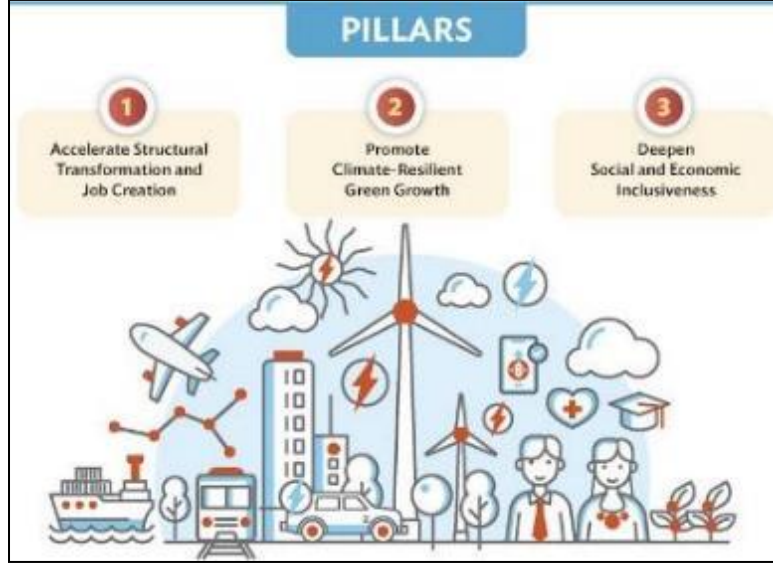 PILLARS
1
Accelerate Structural
Transformation and
Job Creation
2
Promote
Climate-Resilient
Green Growth
3
Deepen
Social and Economic
Inclusiveness